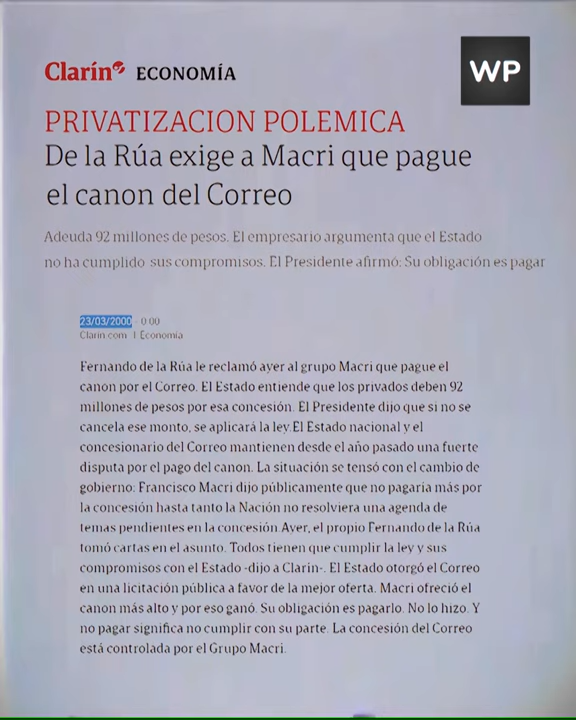 Clarín ECONOMÍA
WP
PRIVATIZACION POLEMICA
De la Rúa exige a Macri que pague
el canon del Correo
Adeuda 92 millones de pesos. El empresario argumenta que el Estado
no ha cumplido sus compromisos. El Presidente afirmó: Su obligación es pagar
23/03/2000 - 0:00
Clarin.com | Economía
Fernando de la Rúa le reclamó ayer al grupo Macri que pague el
canon por el Correo. El Estado entiende que los privados deben 92
millones de pesos por esa concesión. El Presidente dijo que si no se
cancela ese monto, se aplicará la ley.El Estado nacional y el
concesionario del Correo mantienen desde el año pasado una fuerte
disputa por el pago del canon. La situación se tensó con el cambio de
gobierno: Francisco Macri dijo públicamente que no pagaría más por
la concesión hasta tanto la Nación no resolviera una agenda de
temas pendientes en la concesión.Ayer, el propio Fernando de la Rúa
tomó cartas en el asunto. Todos tienen que cumplir la ley y sus
compromisos con el Estado -dijo a Clarín-. El Estado otorgó el Correo
en una licitación pública a favor de la mejor oferta. Macri ofreció el
canon más alto y por eso ganó. Su obligación es pagarlo. No lo hizo. Y
no pagar significa no cumplir con su parte. La concesión del Correo
está controlada por el Grupo Macri.